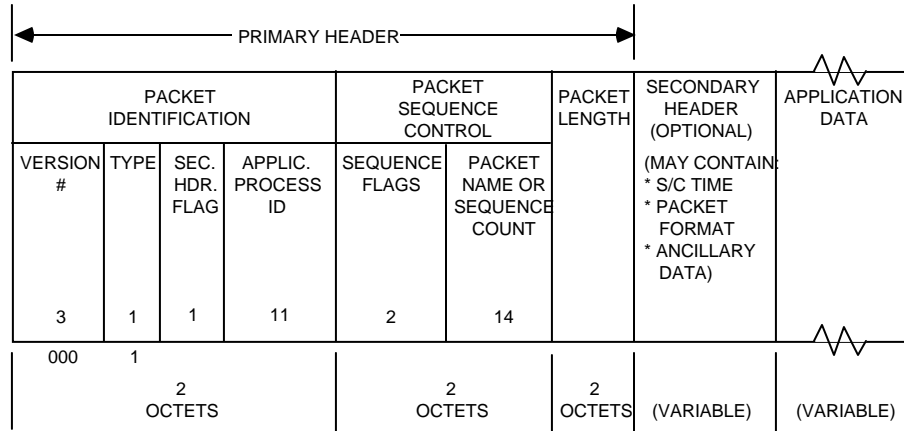 PRIMARY HEADER
PACKET
IDENTIFICATION
PACKET
SEQUENCE
CONTROL
PACKET
LENGTH
SECONDARY
HEADER
(OPTIONAL)
(MAY CONTAIN:
* S/C TIME
* PACKET
FORMAT
* ANCILLARY
DATA)
APPLICATION
DATA
VERSION
#
TYPE
SEC.
HDR.
FLAG
APPLIC.
PROCESS
ID
SEQUENCE
FLAGS
PACKET
NAME OR
SEQUENCE
COUNT
3
1
1
11
2
14
000
1
2
OCTETS
2
OCTETS
2
OCTETS
(VARIABLE)
(VARIABLE)